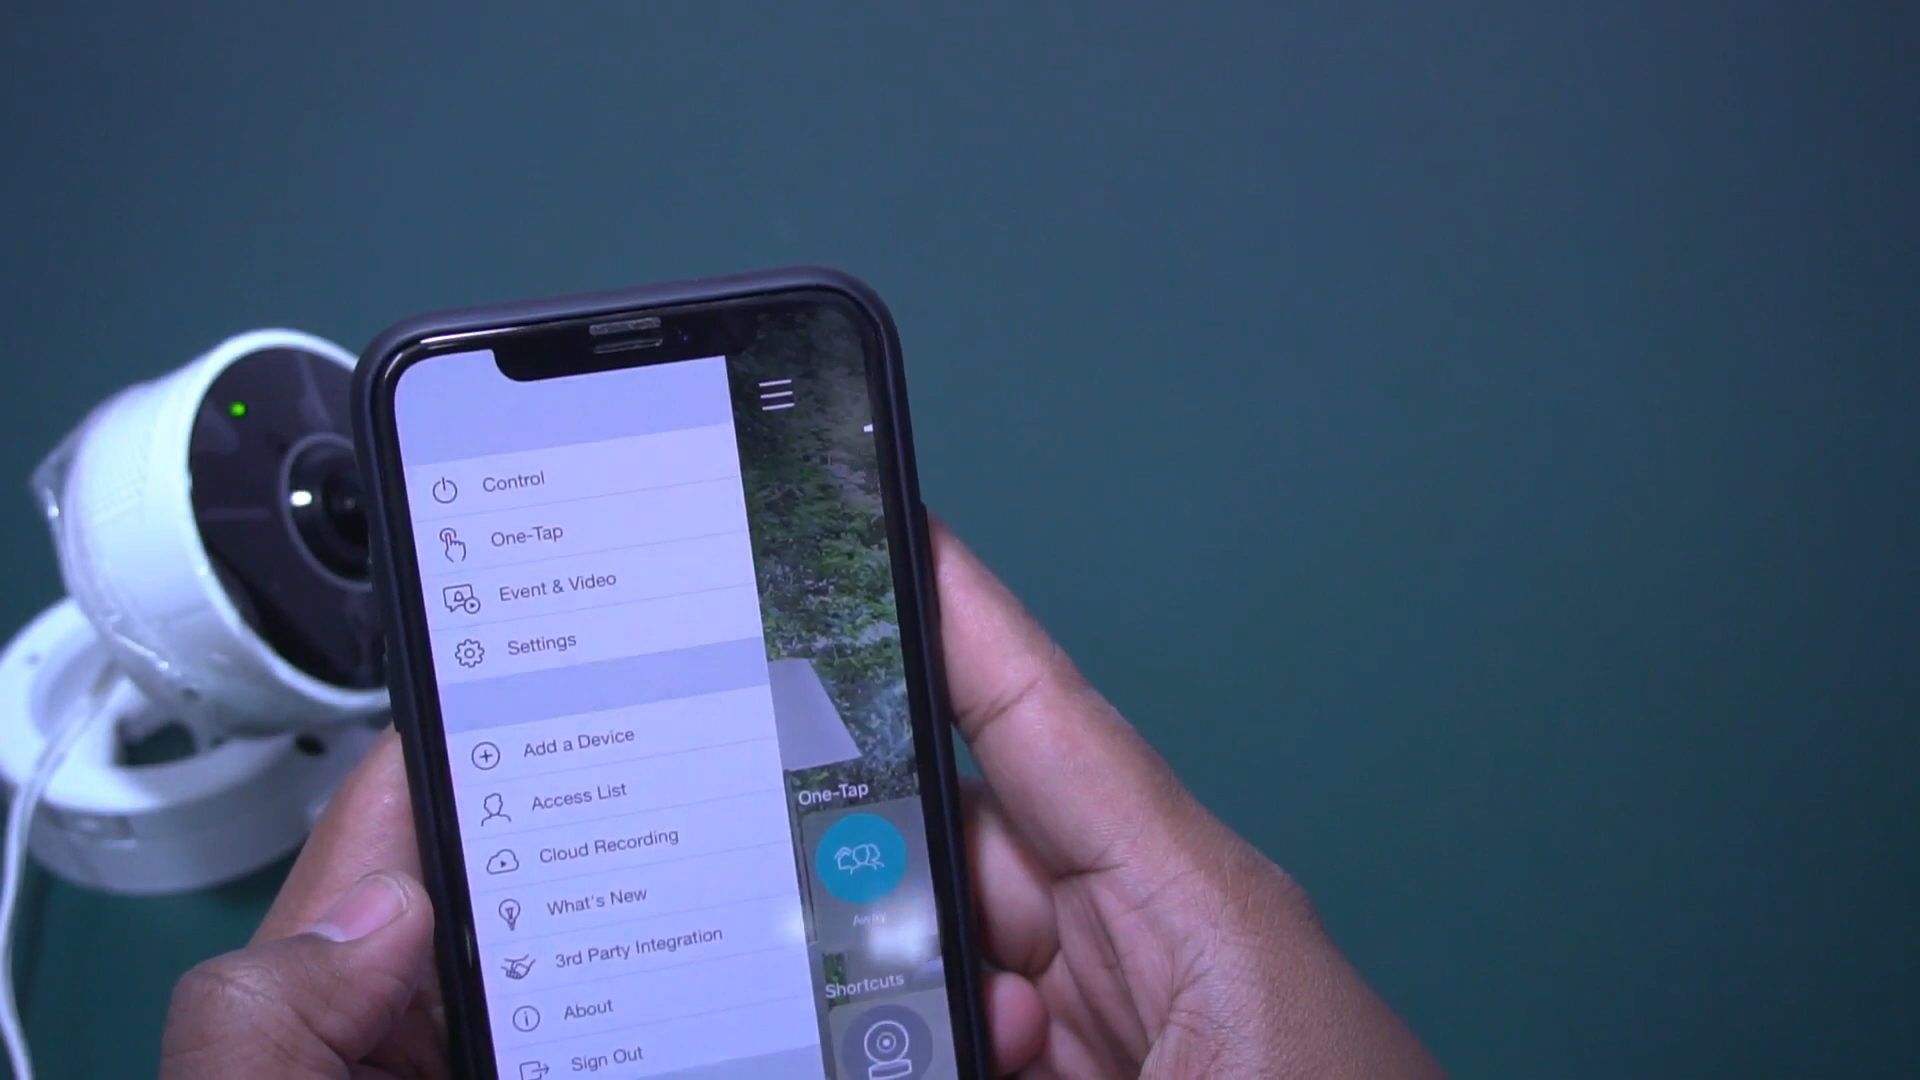 Control
One-Tap
Event & Video
Settings
Add a Device
Access List
Cloud Recording
What's New
3rd Party Integration
About
Sign Out
One-Tap
Away
Shortcuts